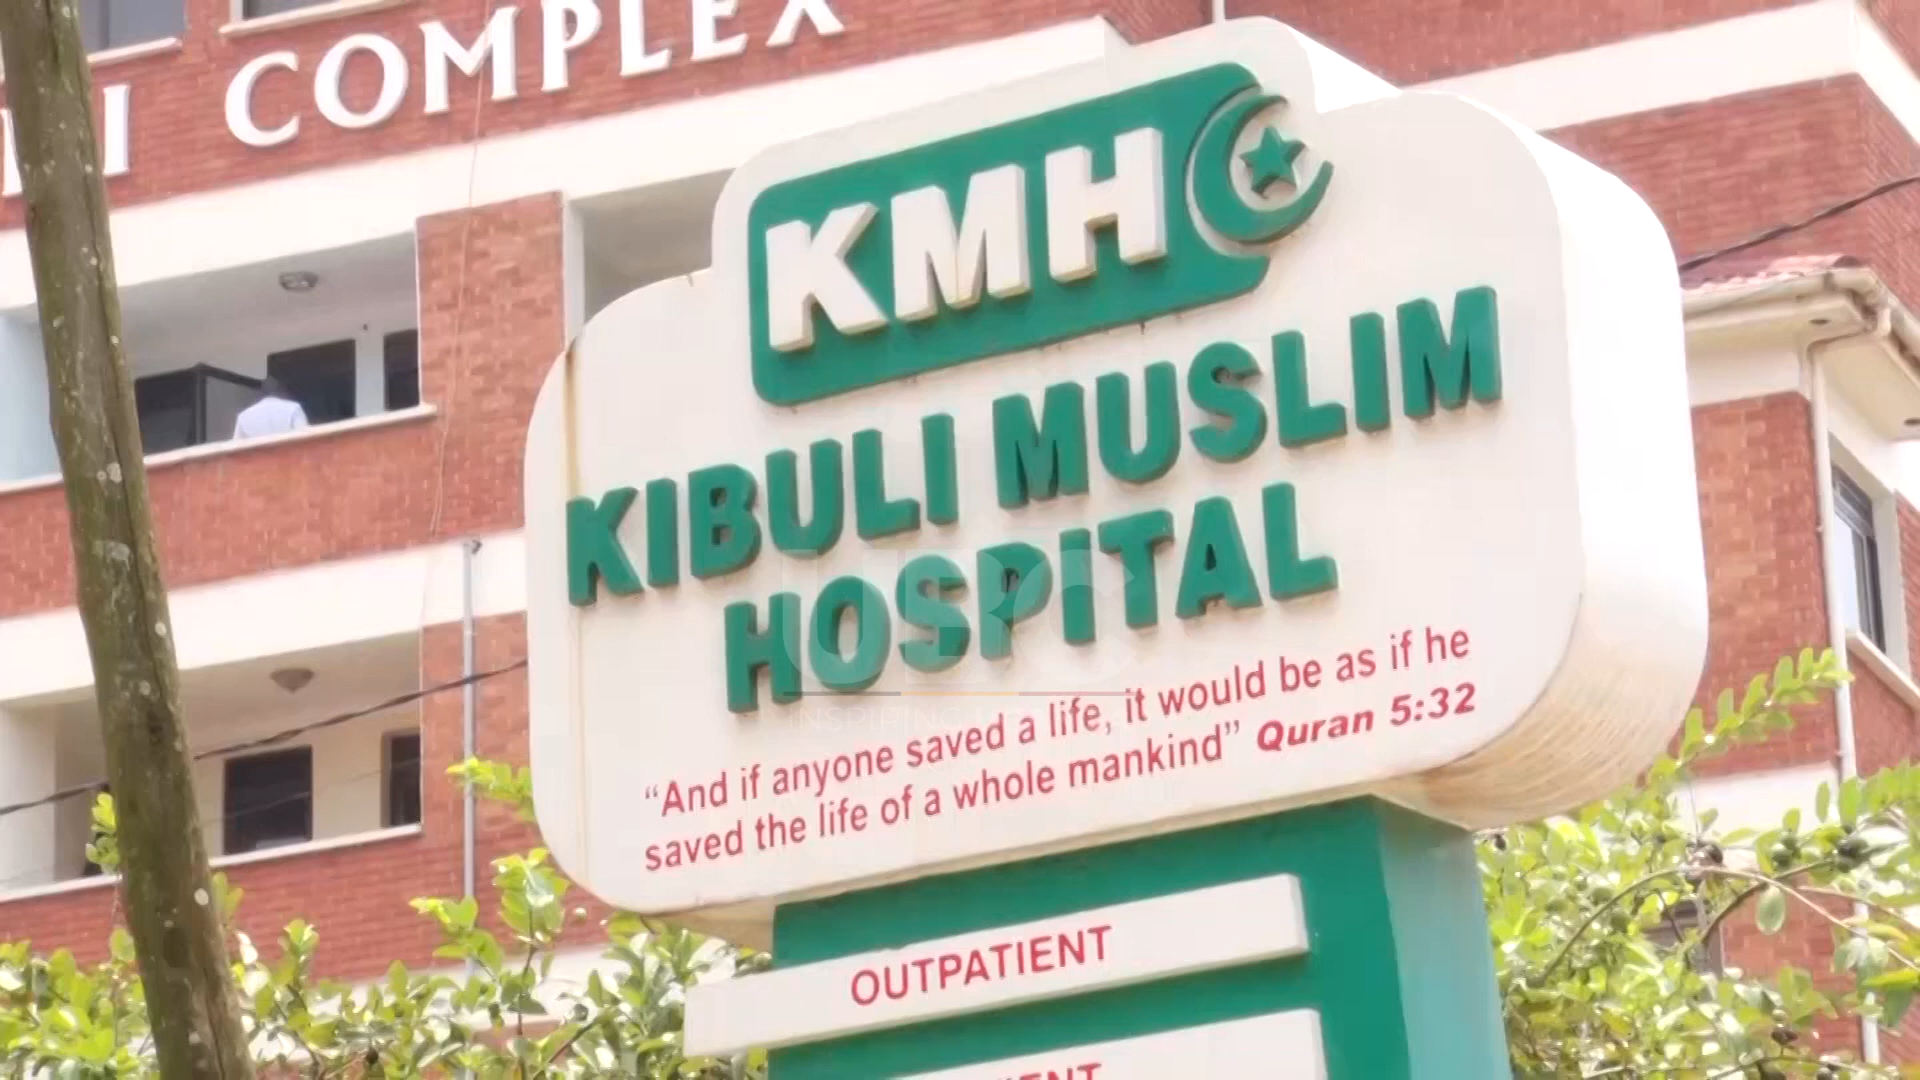 COMPLEX
KMH
KIBULI MUSLIM
HOSPITAL
UBC
“And if anyone saved a life, it would be as if he
saved the life of a whole mankind” Quran 5:32
OUTPATIENT